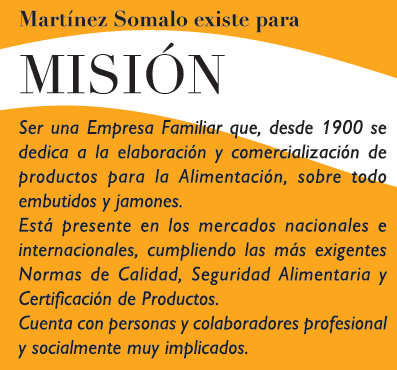 Martínez Somalo existe para
MISIÓN
Ser una Empresa Familiar que, desde 1900 se
dedica a la elaboración y comercialización de
productos para la Alimentación, sobre todo
embutidos y jamones.
Está presente en los mercados nacionales e
internacionales, cumpliendo las más exigentes
Normas de Calidad, Seguridad Alimentaria y
Certificación de Productos.
Cuenta con personas y colaboradores profesional
y socialmente muy implicados.